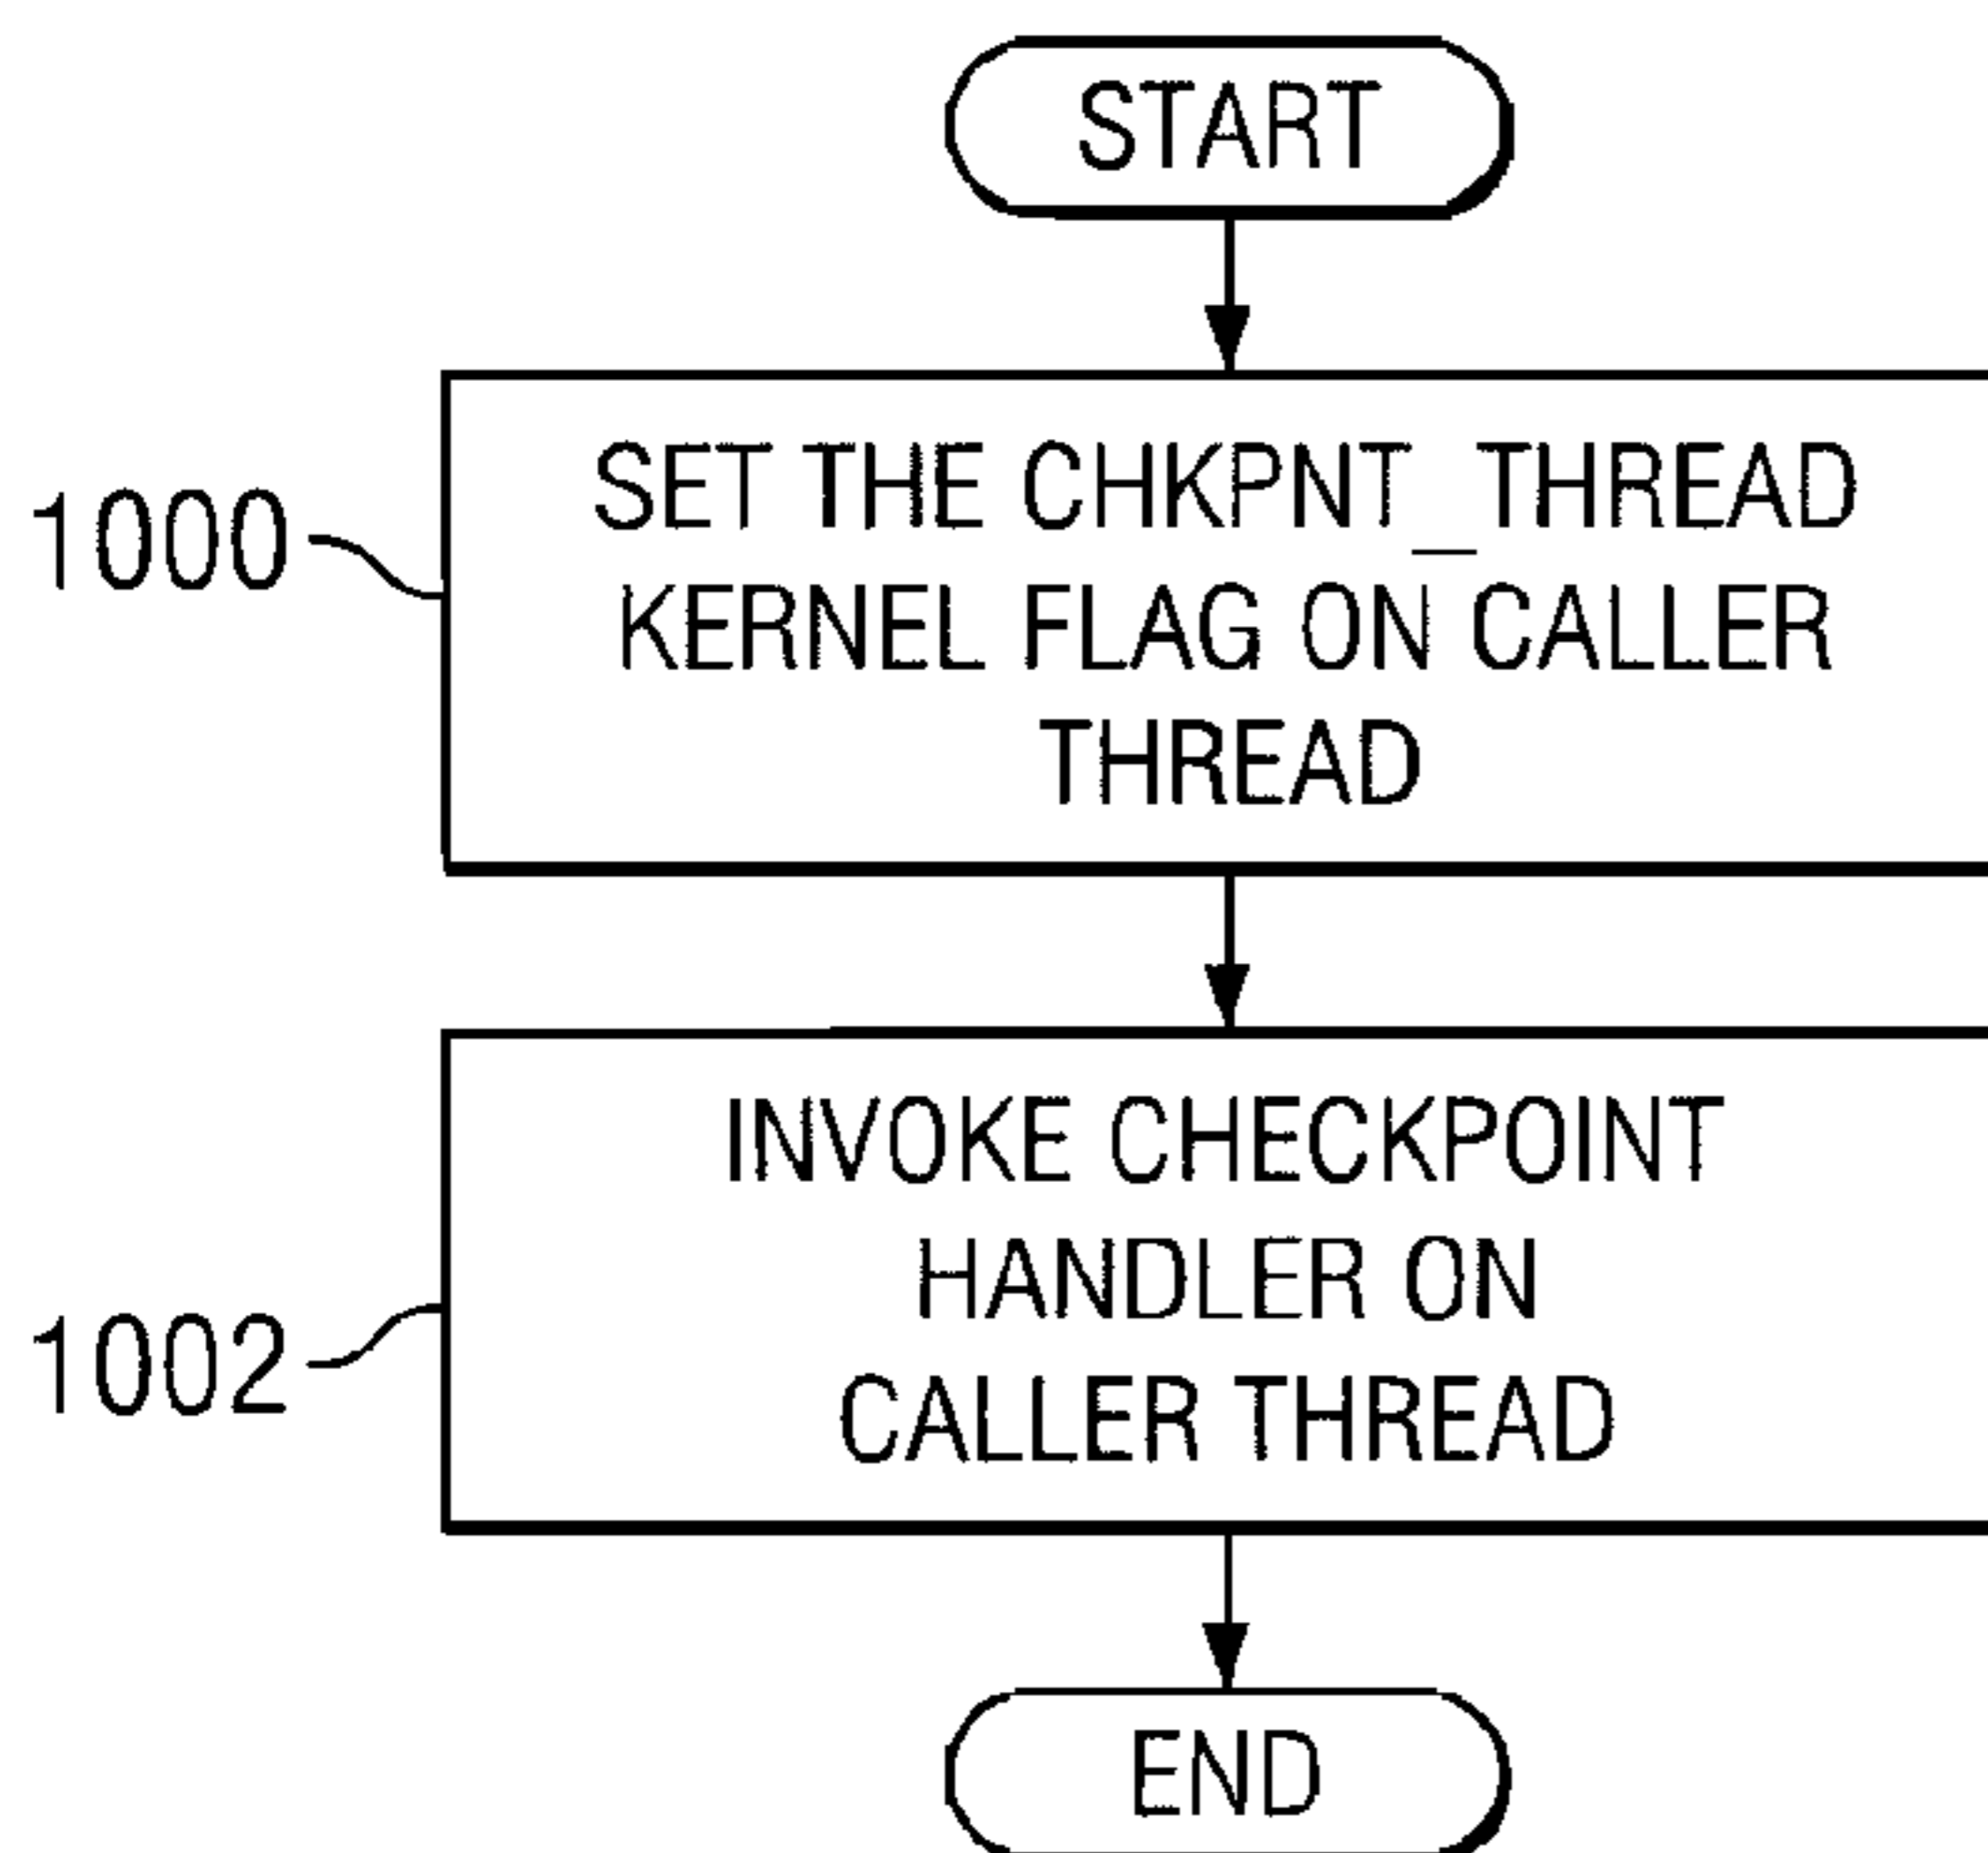 START
1000
SET THE CHKPNT_THREAD
KERNEL FLAG ON CALLER
THREAD
1002
INVOKE CHECKPOINT
HANDLER ON
CALLER THREAD
END